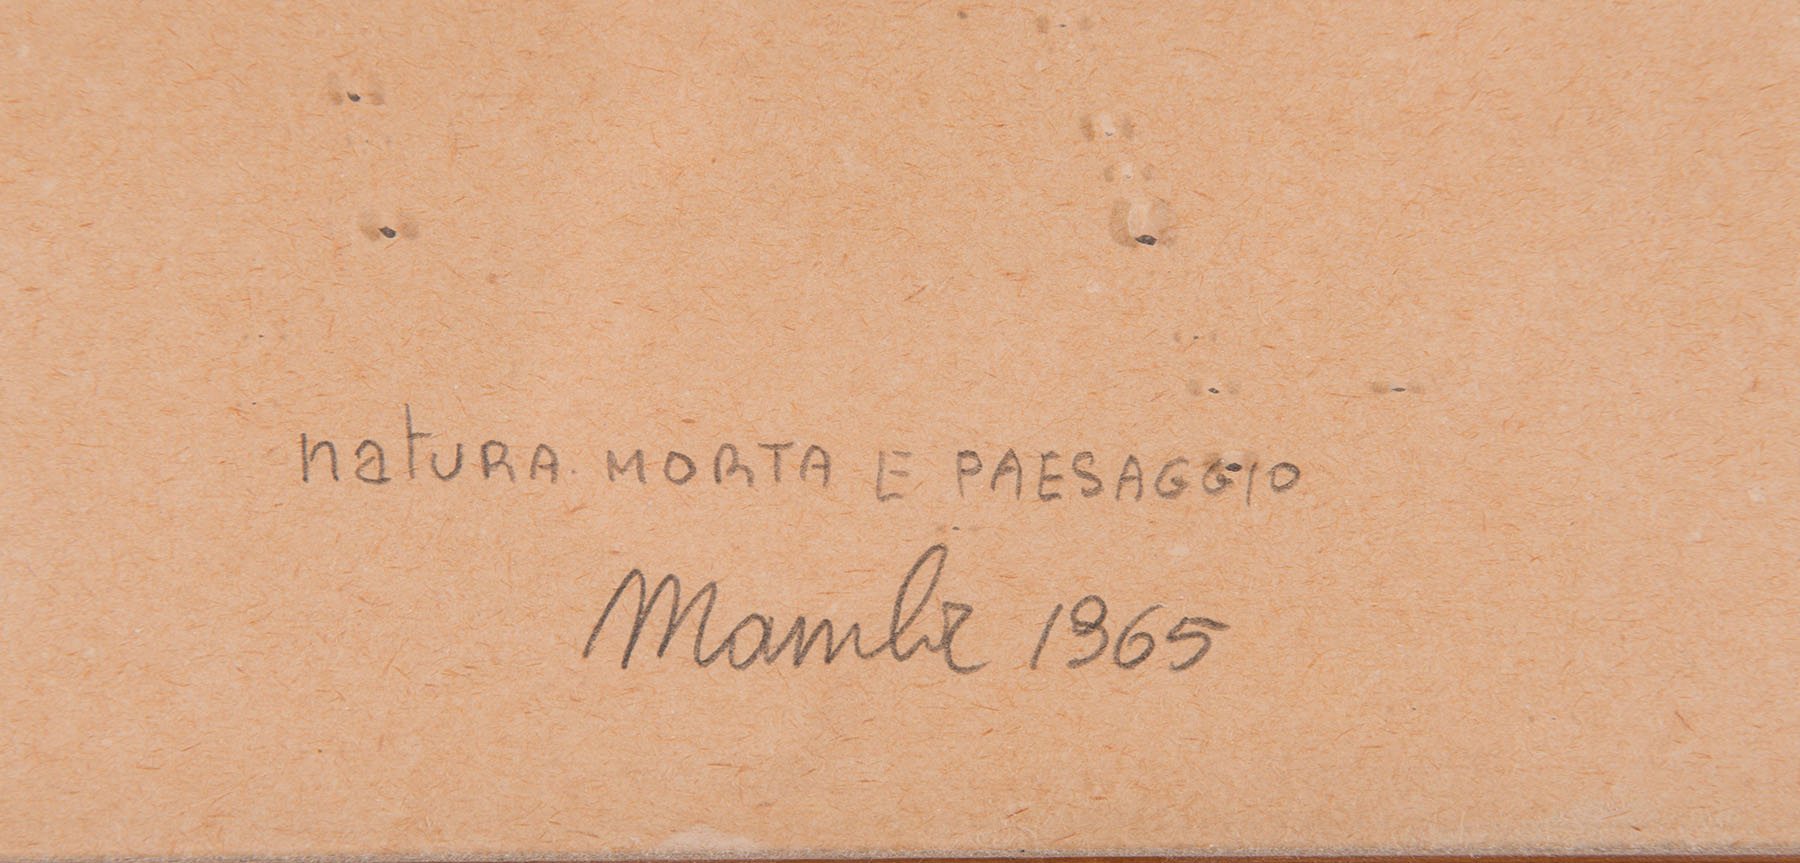 natURA. MORTA E PAESAGGIO
Mambr 1965